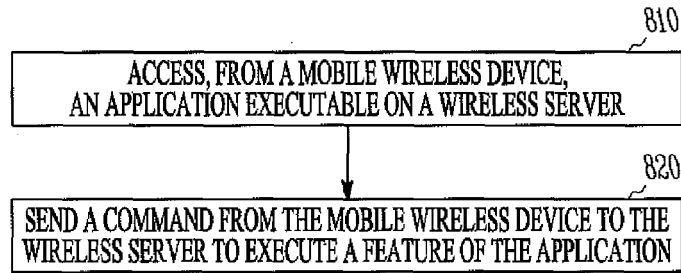 810
ACCESS, FROM A MOBILE WIRELESS DEVICE,
AN APPLICATION EXECUTABLE ON A WIRELESS SERVER
820
SEND A COMMAND FROM THE MOBILE WIRELESS DEVICE TO THE
WIRELESS SERVER TO EXECUTE A FEATURE OF THE APPLICATION